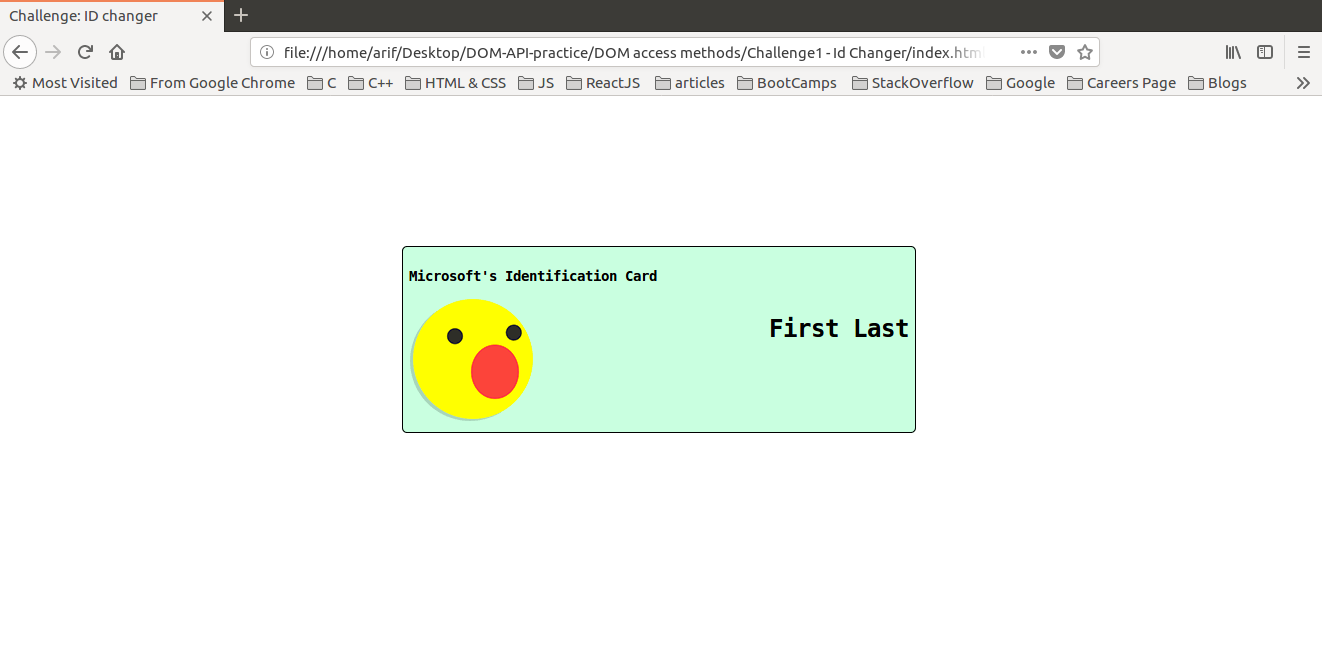 Challenge: ID changer
file:///home/arif/Desktop/DOM-API-practice/DOM access methods/Challenge1 - Id Changer/index.html
Most Visited From Google Chrome C C++ HTML & CSS JS ReactJS articles BootCamps StackOverflow Google Careers Page Blogs
Microsoft's Identification Card
First Last